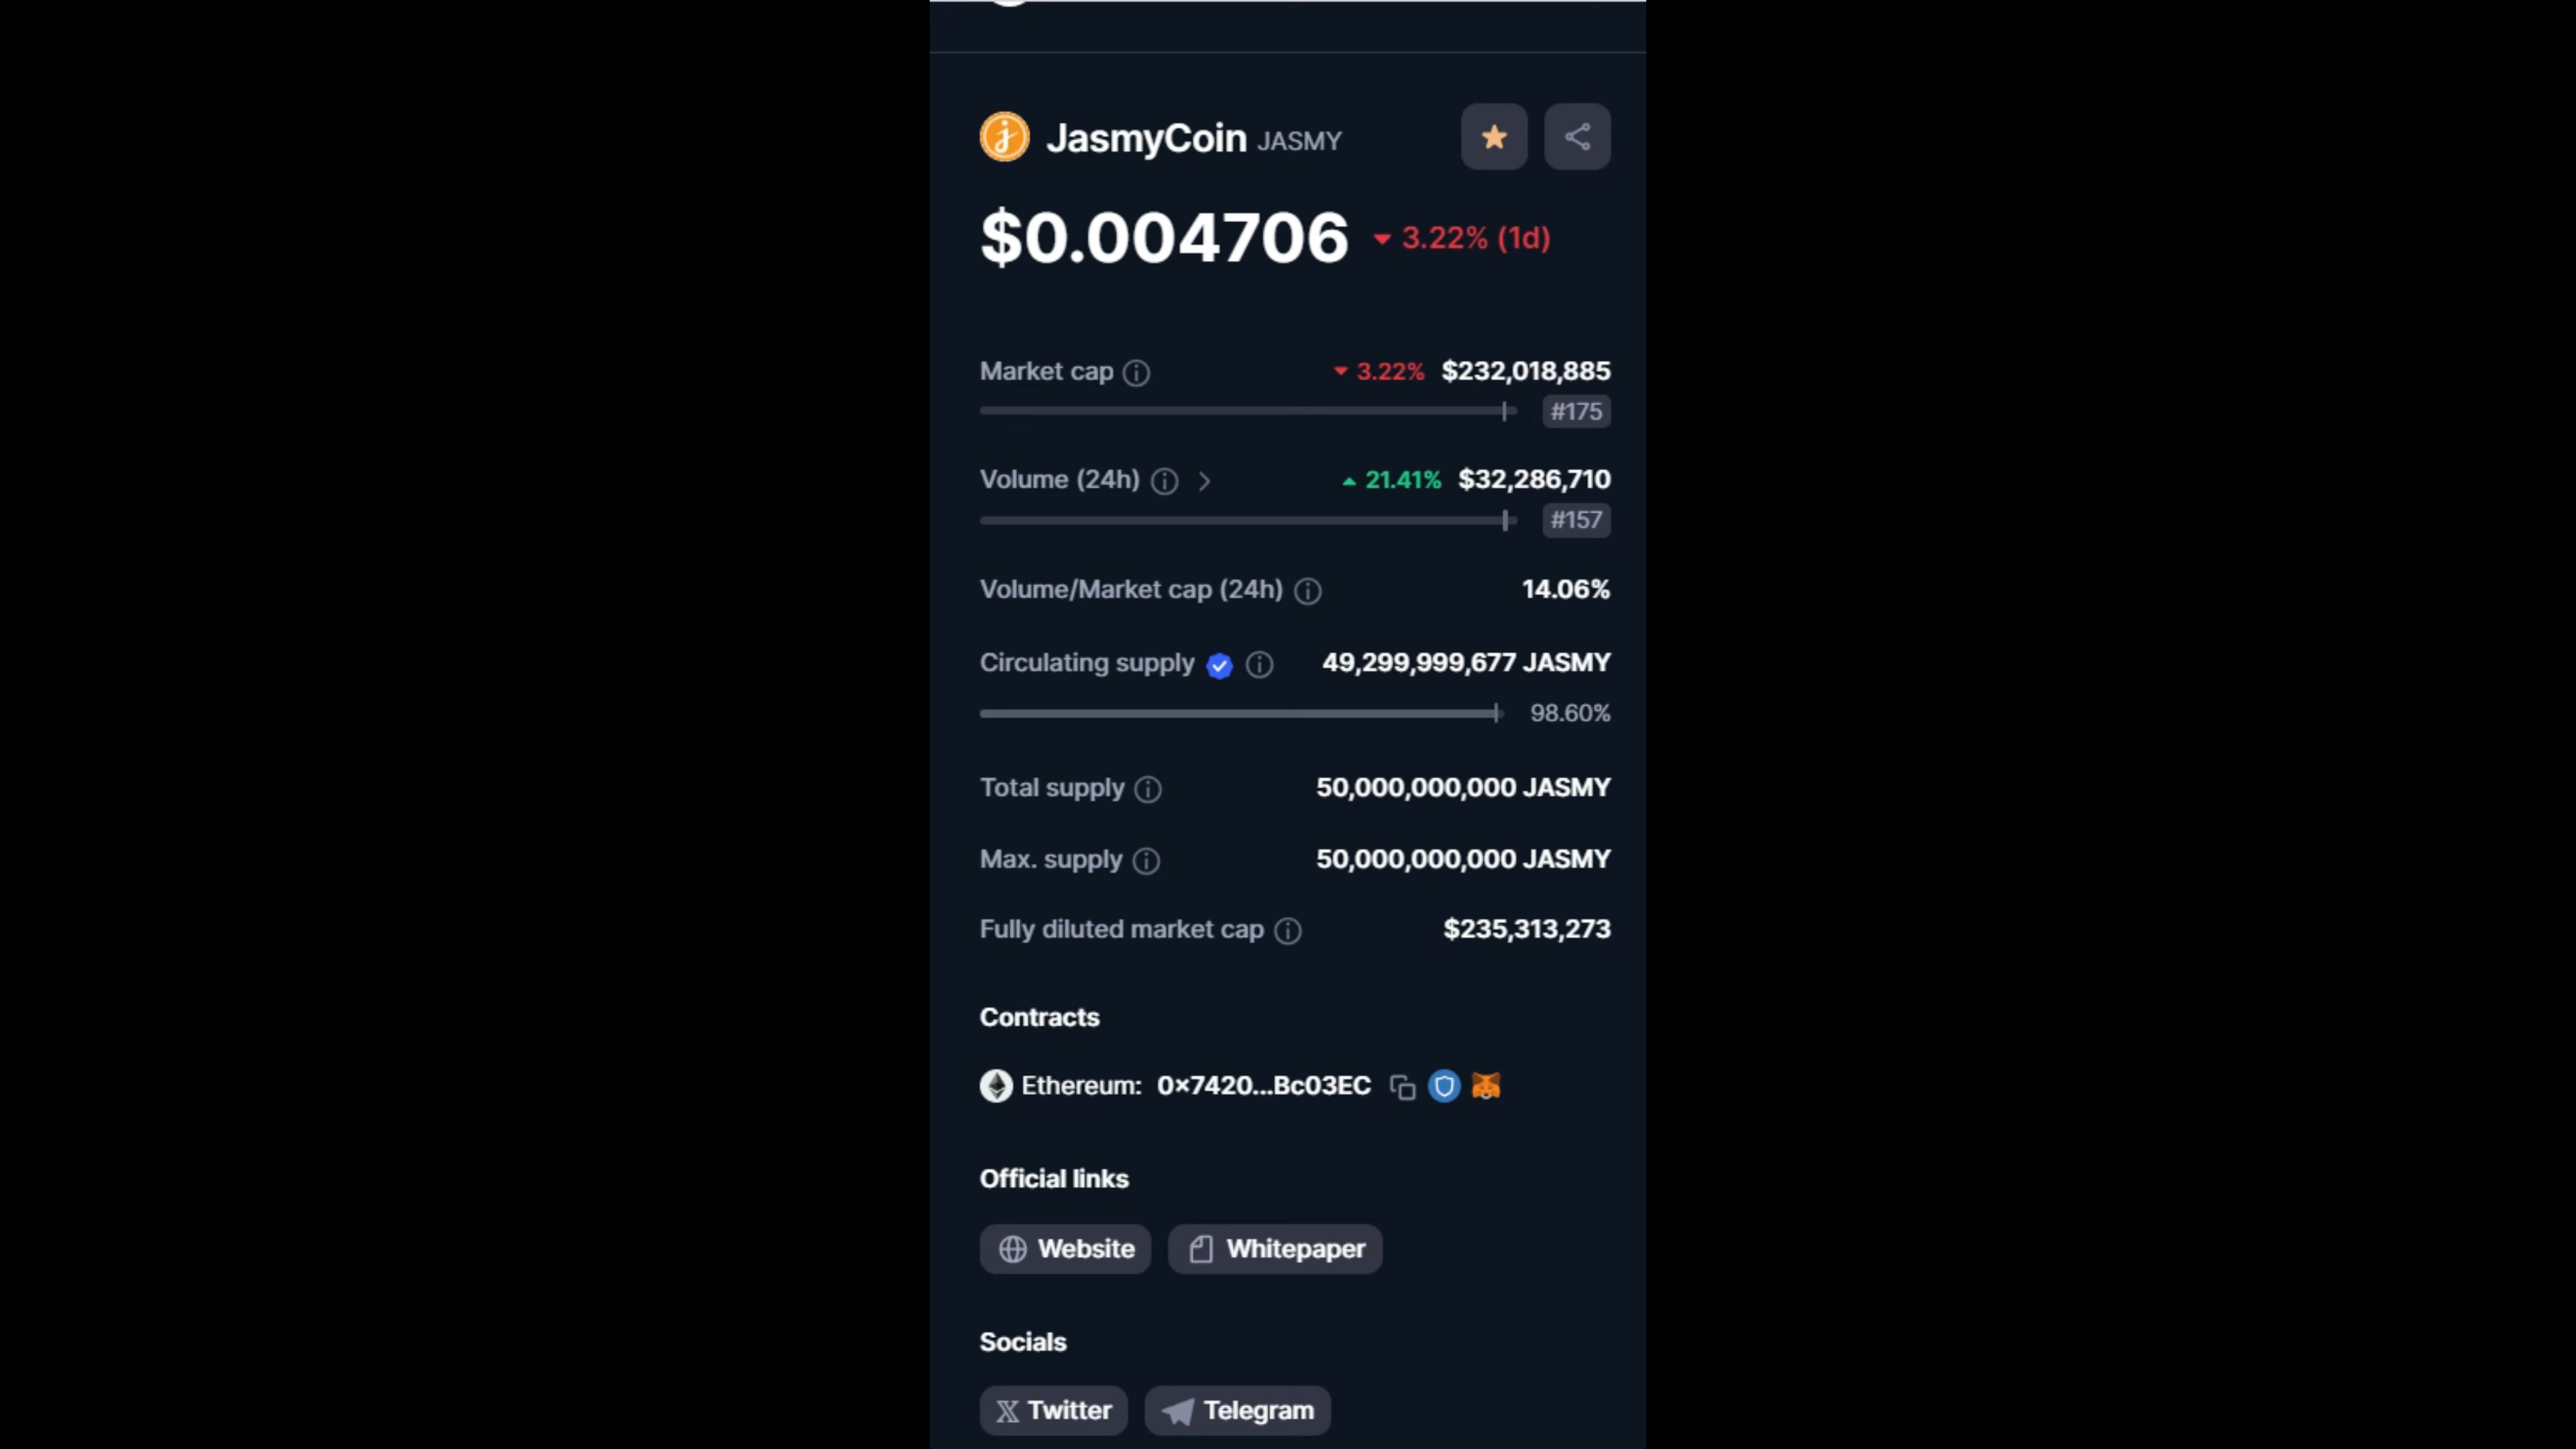 JasmyCoin JASMY
$0.004706 3.22% (1d)
Market cap 3.22% $232,018,885
#175
Volume (24h) 21.41% $32,286,710
#157
Volume/Market cap (24h) 14.06%
Circulating supply 49,299,999,677 JASMY
98.60%
Total supply 50,000,000,000 JASMY
Max. supply 50,000,000,000 JASMY
Fully diluted market cap $235,313,273
Contracts
Ethereum: 0×7420...Bc03EC
Official links
Website Whitepaper
Socials
Twitter Telegram